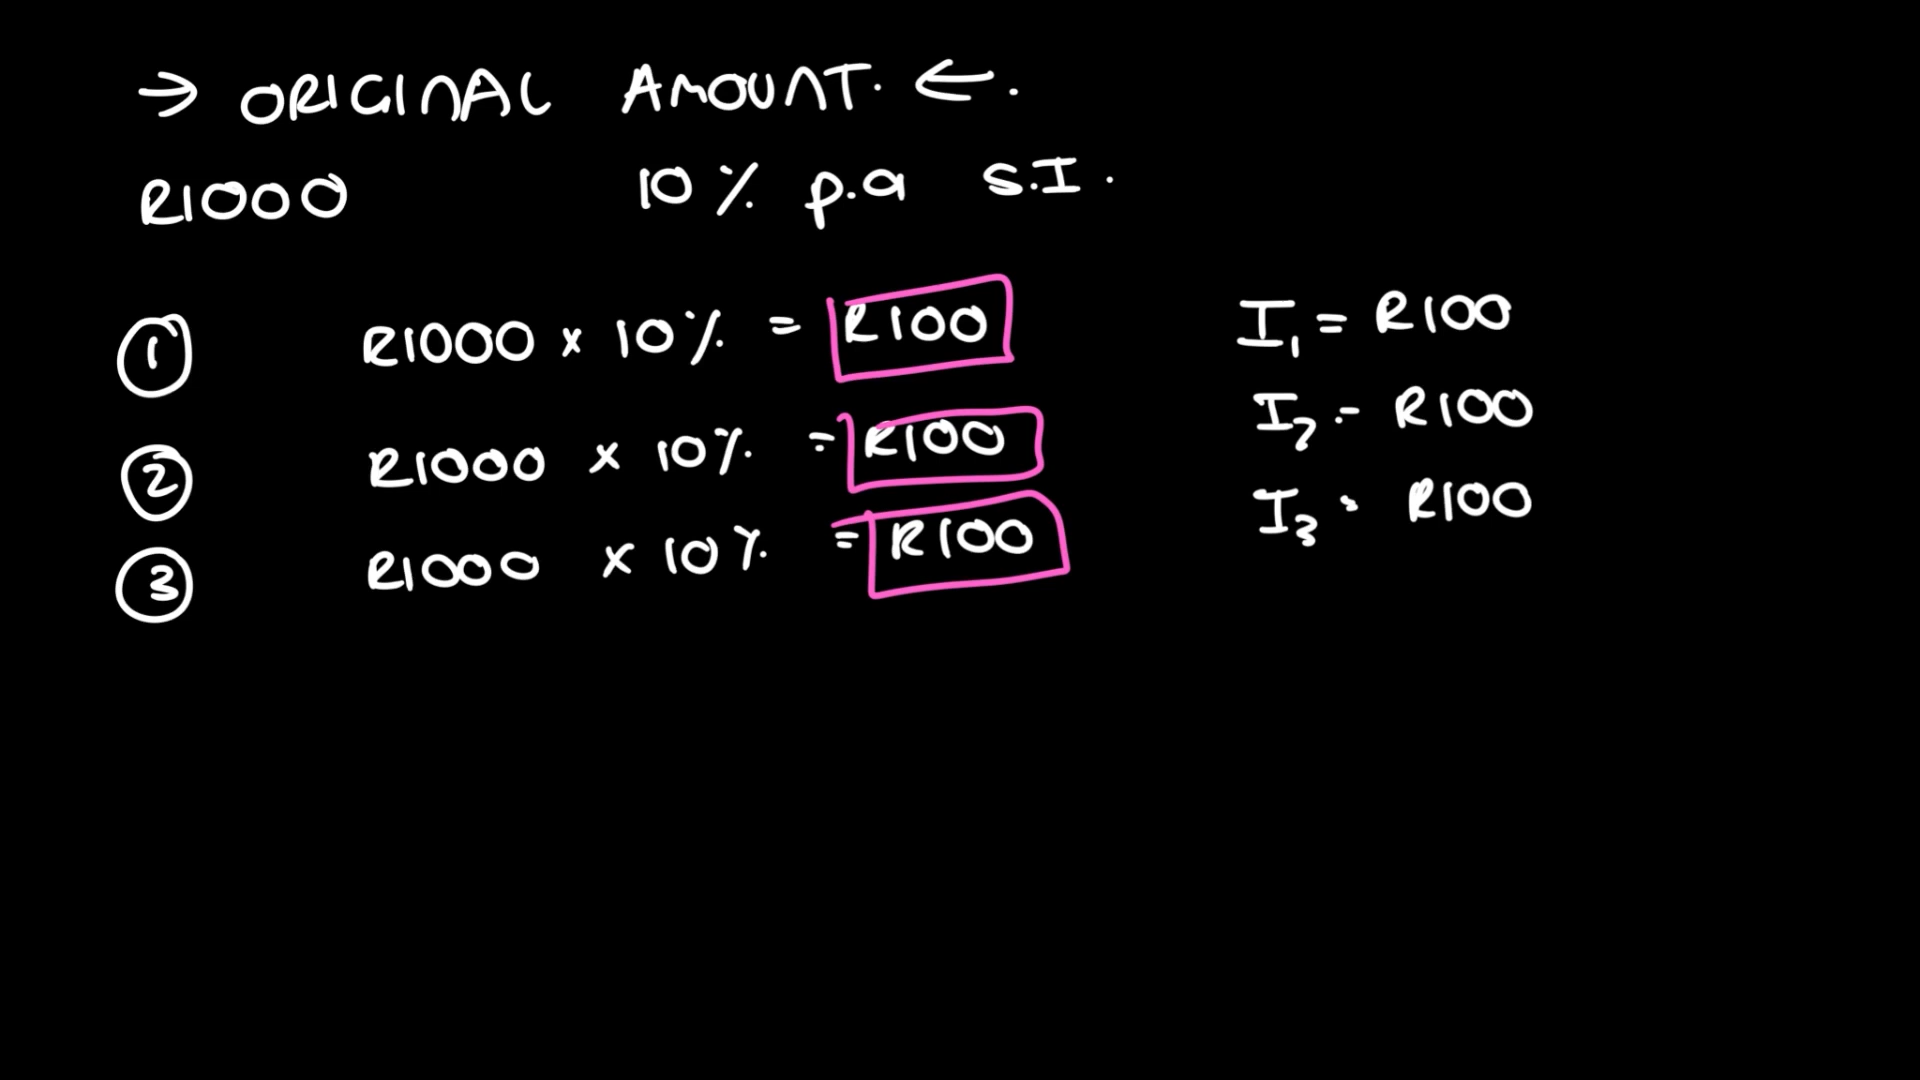 → ORIGINAL AMOUNT. ←.
R1000 10% p.a S.I.
① R1000 x 10% = R100
② R1000 x 10% = R100
③ R1000 x 10% = R100
I₁ = R100
I₂ = R100
I₃ = R100